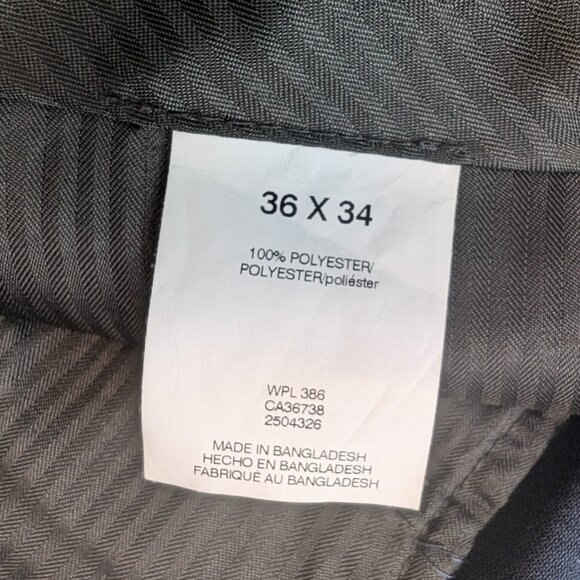 36 X 34
100% POLYESTER/
POLYESTER/poliéster
WPL 386
CA36738
2504326
MADE IN BANGLADESH
HECHO EN BANGLADESH
FABRIQUÉ AU BANGLADESH